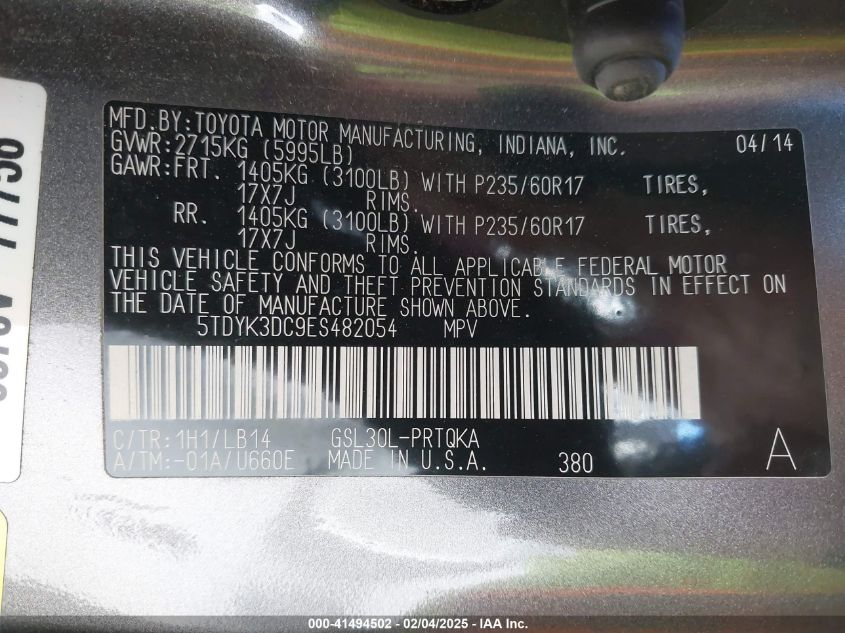 MFD.BY:TOYOTA MOTOR MANUFACTURING, INDIANA, INC. 04/14
GVWR:2715KG (5995LB)
GAWR:FRT. 1405KG (3100LB) WITH P235/60R17 TIRES,
17X7J RIMS.
RR. 1405KG (3100LB) WITH P235/60R17 TIRES,
17X7J RIMS.
THIS VEHICLE CONFORMS TO ALL APPLICABLE FEDERAL MOTOR
VEHICLE SAFETY AND THEFT PREVENTION STANDARDS IN EFFECT ON
THE DATE OF MANUFACTURE SHOWN ABOVE.
5TDYK3DC9ES482054 MPV
C/TR:1H1/LB14 GSL30L-PRTQKA
A/TM:-01A/U660E MADE IN U.S.A. 380 A
000-41494502 - 02/04/2025 - IAA Inc.